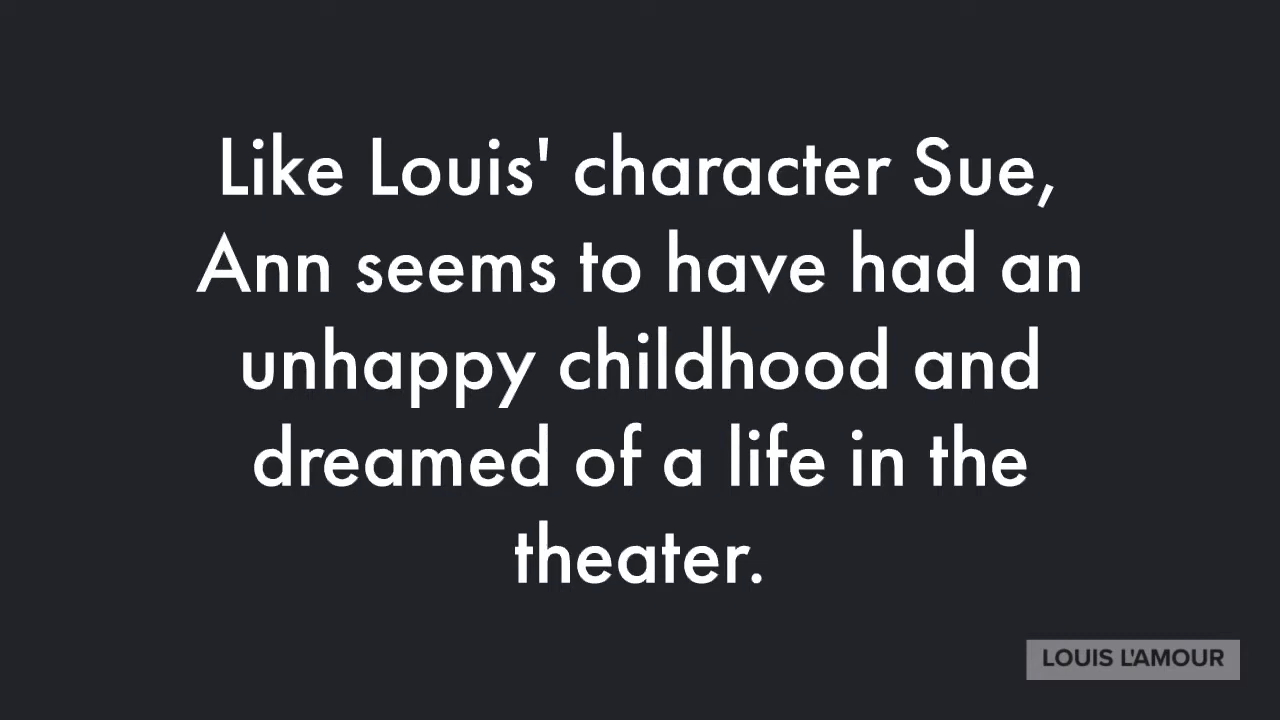 Like Louis' character Sue,
Ann seems to have had an
unhappy childhood and
dreamed of a life in the
theater.
LOUIS L'AMOUR